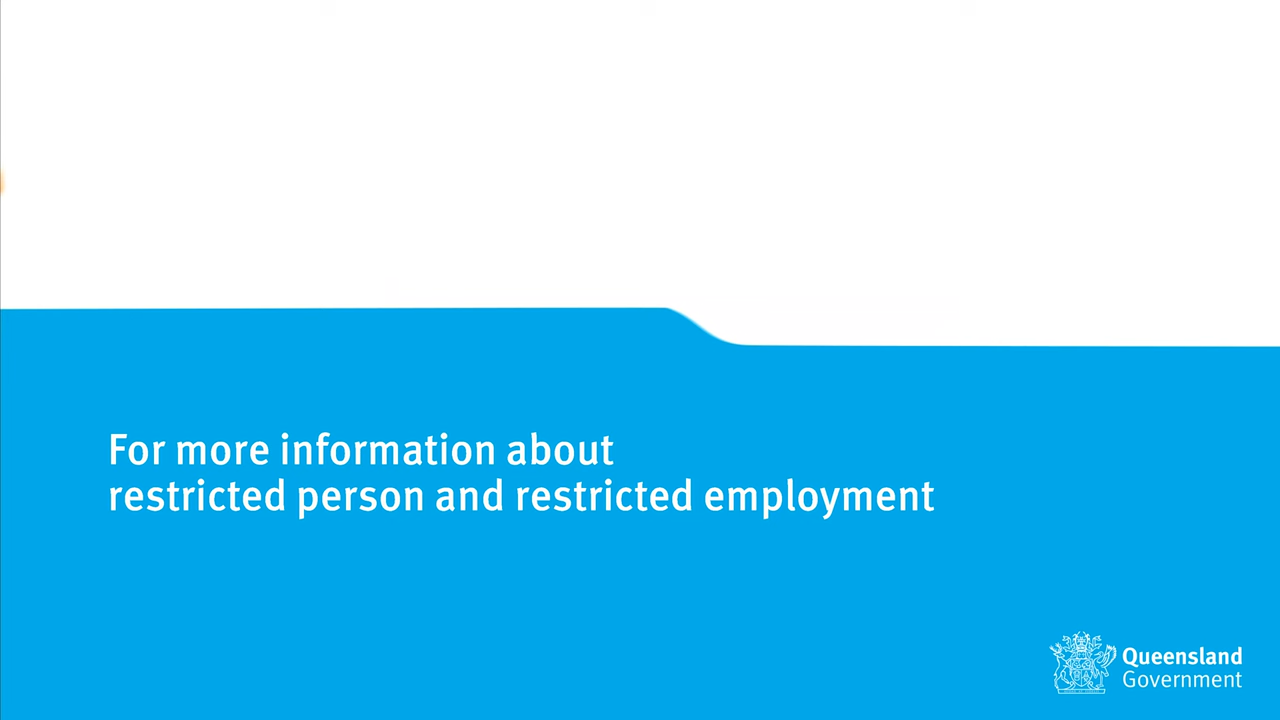 For more information about
restricted person and restricted employment
Queensland
Government